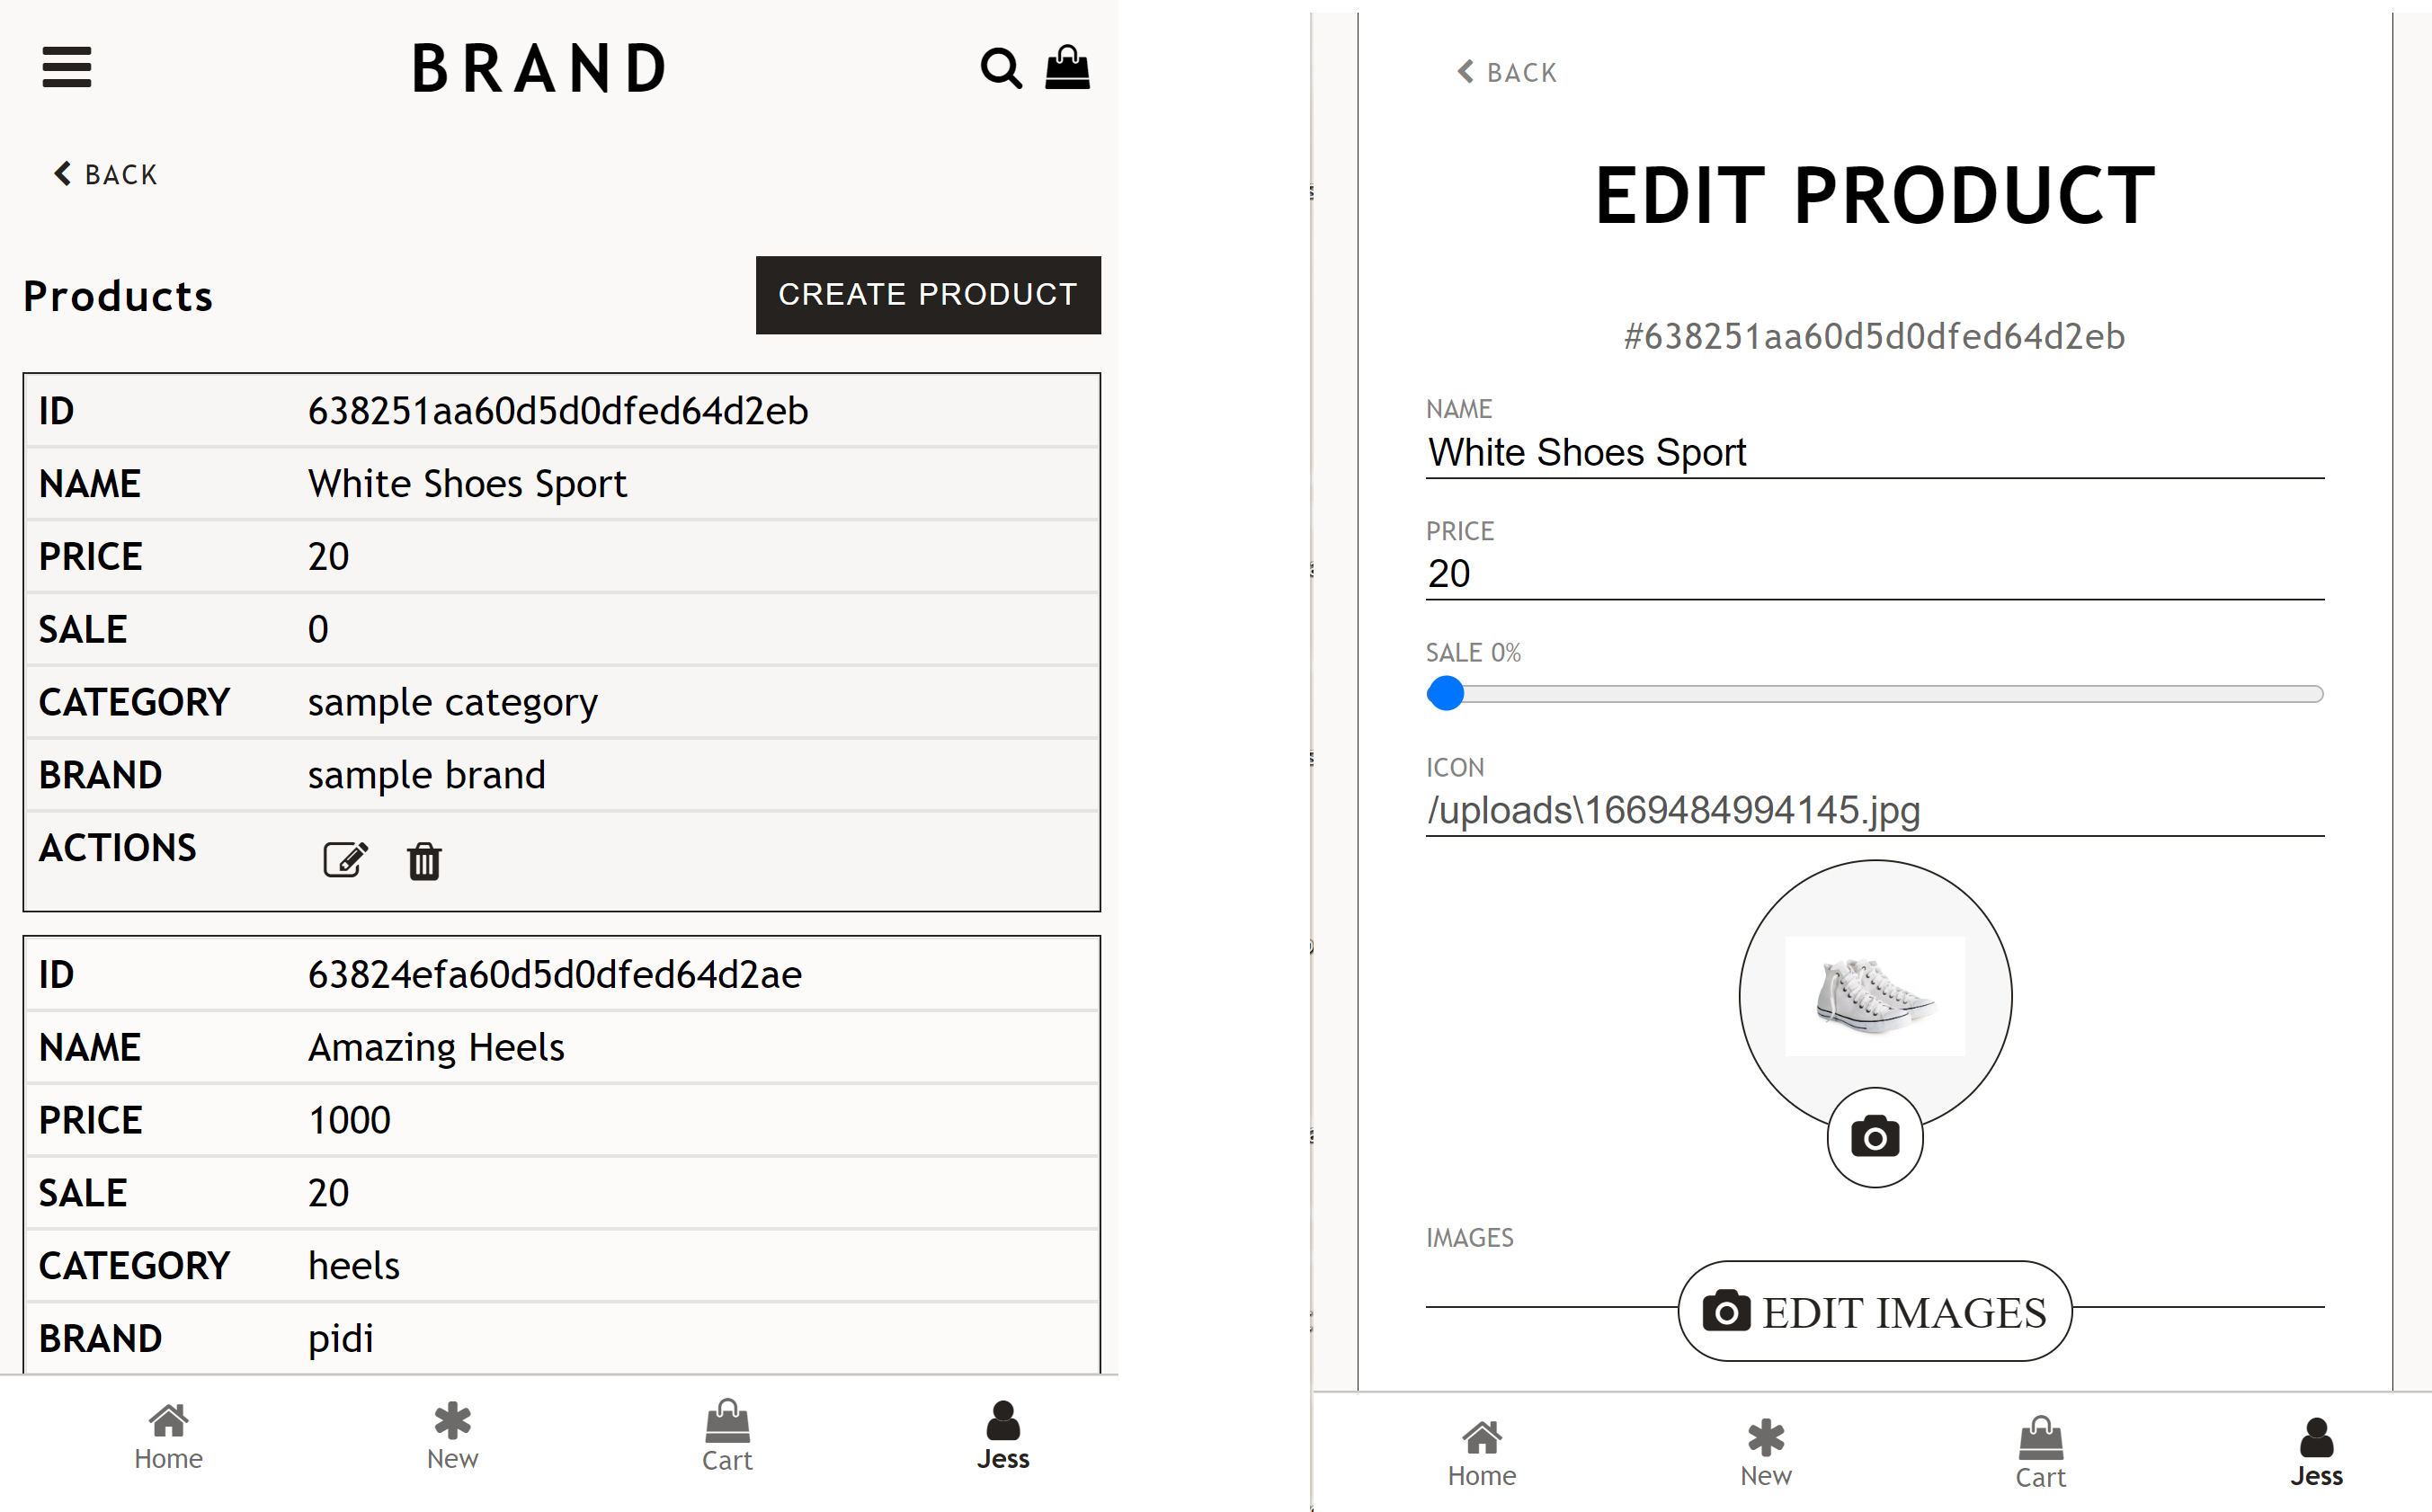 BRAND
BACK
Products
CREATE PRODUCT
ID 638251aa60d5d0dfed64d2eb
NAME White Shoes Sport
PRICE 20
SALE 0
CATEGORY sample category
BRAND sample brand
ACTIONS
ID 63824efa60d5d0dfed64d2ae
NAME Amazing Heels
PRICE 1000
SALE 20
CATEGORY heels
BRAND pidi
Home New Cart Jess
BACK
EDIT PRODUCT
#638251aa60d5d0dfed64d2eb
NAME
White Shoes Sport
PRICE
20
SALE 0%
ICON
/uploads\1669484994145.jpg
IMAGES
EDIT IMAGES
Home New Cart Jess